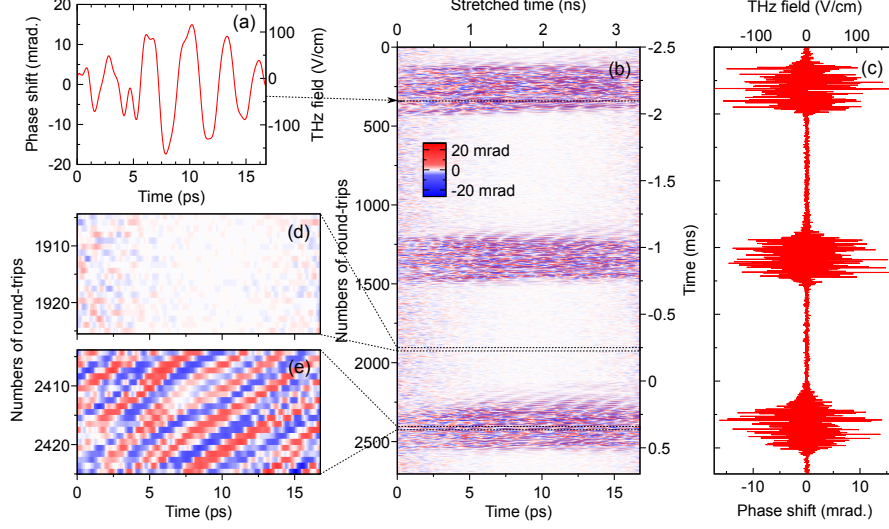 (a)
Phase shift (mrad.)
20
10
0
-10
-20
0
5
10
15
Time (ps)
100
0
-100
THz field (V/cm)
Stretched time (ns)
0
1
2
3
(b)
0
500
1000
1500
2000
2500
Numbers of round-trips
20 mrad
0
-20 mrad
-2.5
-2
-1.5
-1
-0.5
0
0.5
Time (ms)
0
5
10
15
Time (ps)
THz field (V/cm)
-100
0
100
(c)
-10
0
10
Phase shift (mrad.)
(d)
1910
1920
Numbers of round-trips
(e)
2410
2420
0
5
10
15
Time (ps)